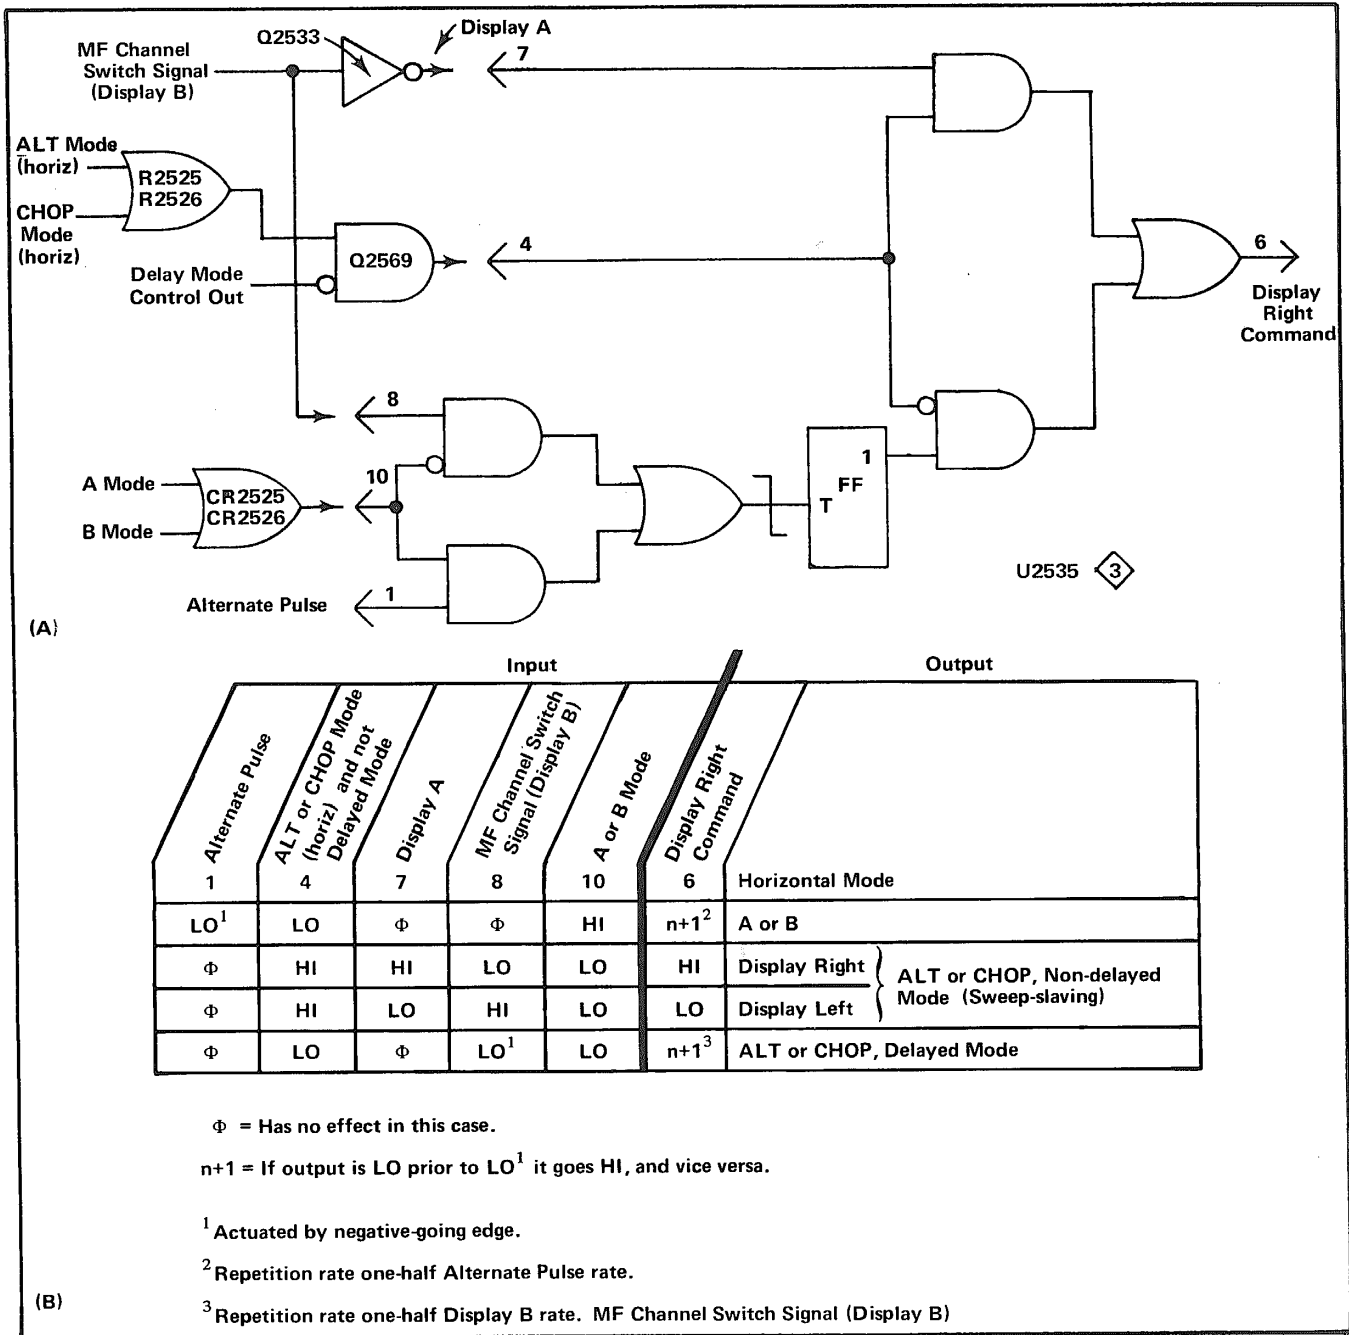 Display A
Q2533
7
MF Channel
Switch Signal
(Display B)
ALT Mode
(horiz)
R2525
R2526
CHOP
Mode
(horiz)
4
6
Q2569
Delay Mode
Control Out
Display
Right
Command
8
10
1
A Mode
CR2525
CR2526
FF
T
B Mode
U2535 3
Alternate Pulse
1
(A)
Input Output
Alternate Pulse
ALT or CHOP Mode
(horiz) and not
Delayed Mode
Display A
MF Channel Switch
Signal (Display B)
A or B Mode
Display Right
Command
1 4 7 8 10 6 Horizontal Mode
LO¹ LO Φ Φ HI n+1² A or B
Φ HI HI LO LO HI Display Right
ALT or CHOP, Non-delayed
Mode (Sweep-slaving)
Φ HI LO HI LO LO Display Left
Φ LO Φ LO¹ LO n+1³ ALT or CHOP, Delayed Mode
Φ = Has no effect in this case.
n+1 = If output is LO prior to LO¹ it goes HI, and vice versa.
¹Actuated by negative-going edge.
²Repetition rate one-half Alternate Pulse rate.
(B)
³Repetition rate one-half Display B rate. MF Channel Switch Signal (Display B)